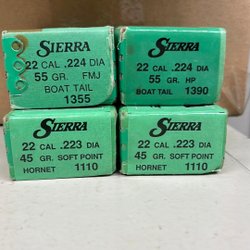 SIERRA
22 CAL .224 DIA
55 GR. FMJ
BOAT TAIL
1355
SIERRA
22 CAL .224 DIA
55 GR. HP
BOAT TAIL 1390
SIERRA
22 CAL .223 DIA
45 GR. SOFT POINT
HORNET 1110
SIERRA
22 CAL .223 DIA
45 GR. SOFT POINT
HORNET 1110